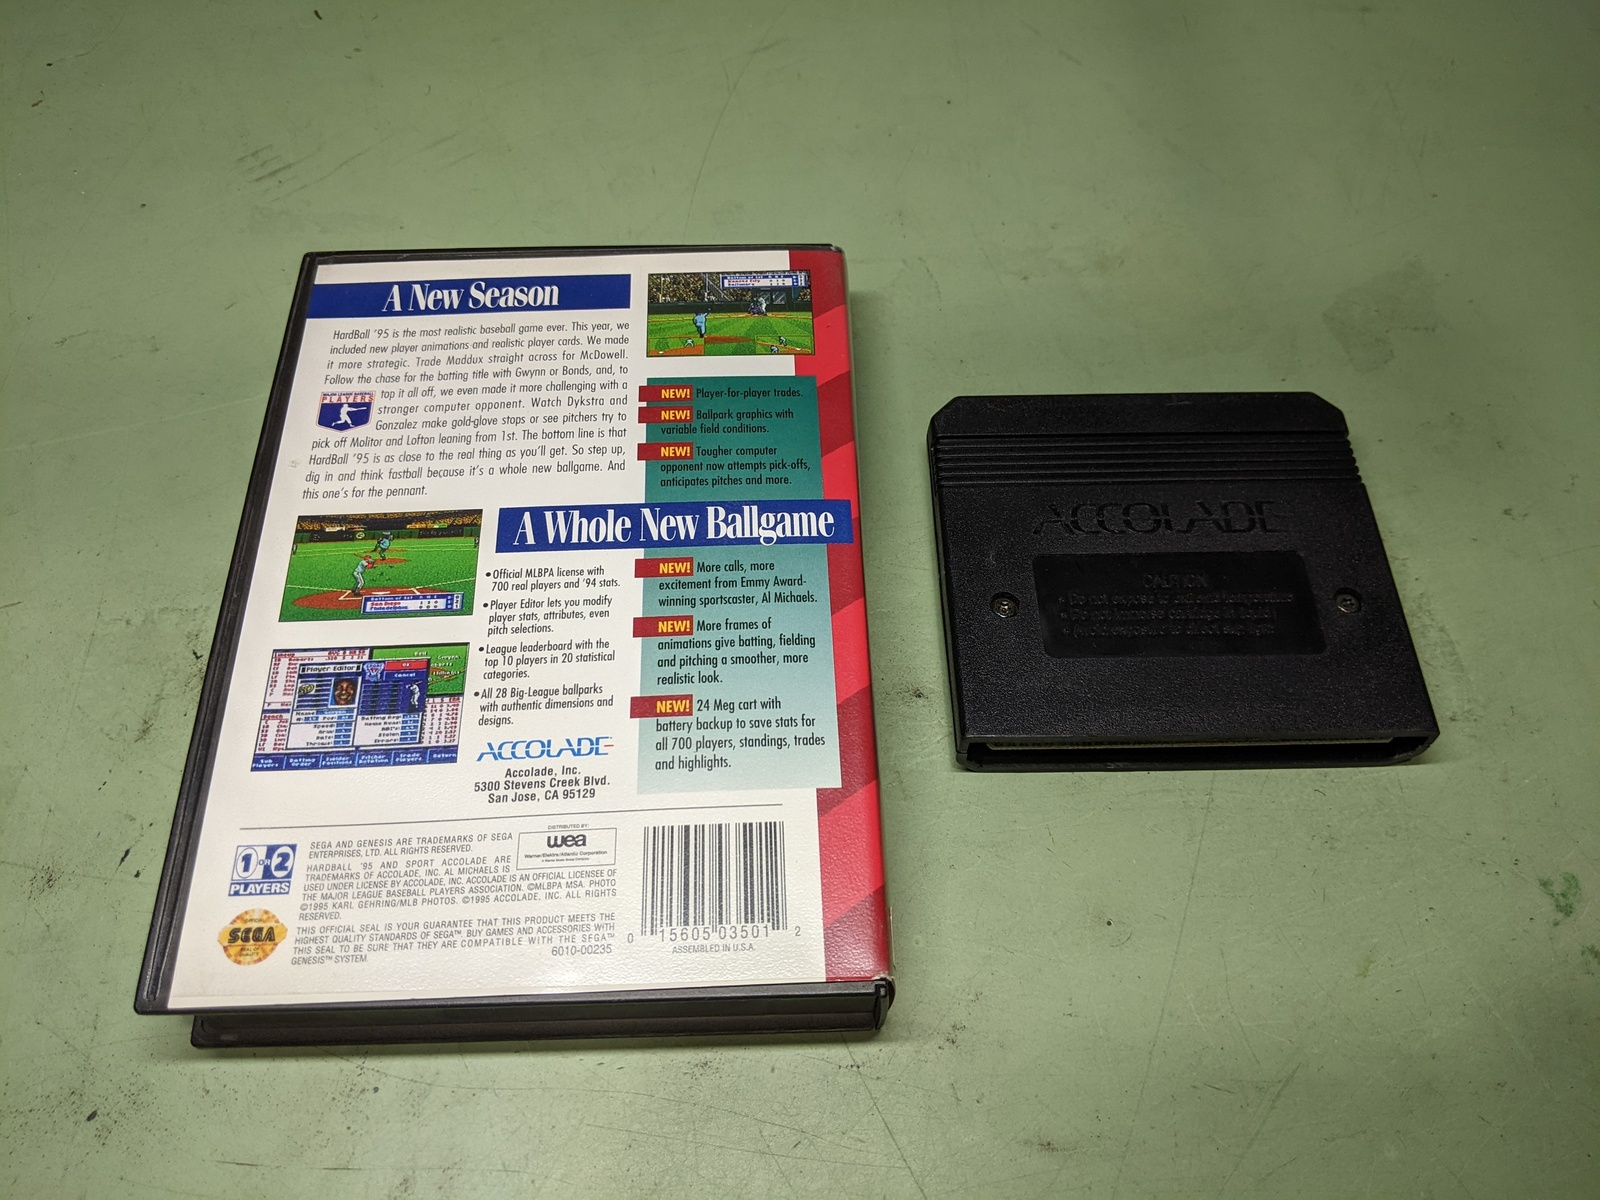 A New Season
HardBall '95 is the most realistic baseball game ever. This year, we
included new player animations and realistic player cards. We made
it more strategic. Trade Maddux straight across for McDowell.
Follow the chase for the batting title with Gwynn or Bonds, and, to
top it all off, we even made it more challenging with a
stronger computer opponent. Watch Dykstra and
Gonzalez make gold-glove stops or see pitchers try to
pick off Molitor and Lofton leaning from 1st. The bottom line is that
HardBall '95 is as close to the real thing as you'll get. So step up,
dig in and think fastball because it's a whole new ballgame. And
this one's for the pennant.
MAJOR LEAGUE BASEBALL
PLAYERS
NEW! Player-for-player trades.
NEW! Ballpark graphics with
variable field conditions.
NEW! Tougher computer
opponent now attempts pick-offs,
anticipates pitches and more.
A Whole New Ballgame
•Official MLBPA license with
700 real players and '94 stats.
•Player Editor lets you modify
player stats, attributes, even
pitch selections.
•League leaderboard with the
top 10 players in 20 statistical
categories.
•All 28 Big-League ballparks
with authentic dimensions and
designs.
NEW! More calls, more
excitement from Emmy Award-
winning sportscaster, Al Michaels.
NEW! More frames of
animations give batting, fielding
and pitching a smoother, more
realistic look.
NEW! 24 Meg cart with
battery backup to save stats for
all 700 players, standings, trades
and highlights.
Player Editor
Cancel
ACCOLADE
Accolade, Inc.
5300 Stevens Creek Blvd.
San Jose, CA 95129
1 OR 2
PLAYERS
SEGA
SEGA AND GENESIS ARE TRADEMARKS OF SEGA
ENTERPRISES, LTD. ALL RIGHTS RESERVED.
HARDBALL '95 AND SPORT ACCOLADE ARE
TRADEMARKS OF ACCOLADE, INC. AL MICHAELS IS
USED UNDER LICENSE BY ACCOLADE, INC. ACCOLADE IS AN OFFICIAL LICENSEE OF
THE MAJOR LEAGUE BASEBALL PLAYERS ASSOCIATION. ©MLBPA MSA. PHOTO
©1995 KARL GEHRING/MLB PHOTOS. ©1995 ACCOLADE, INC. ALL RIGHTS
RESERVED.
THIS OFFICIAL SEAL IS YOUR GUARANTEE THAT THIS PRODUCT MEETS THE
HIGHEST QUALITY STANDARDS OF SEGA™. BUY GAMES AND ACCESSORIES WITH
THIS SEAL TO BE SURE THAT THEY ARE COMPATIBLE WITH THE SEGA™
GENESIS™ SYSTEM.
6010-00235
DISTRIBUTED BY:
wea
Warner/Elektra/Atlantic Corporation
0 15605 03501 2
ASSEMBLED IN U.S.A.
ACCOLADE
CAUTION